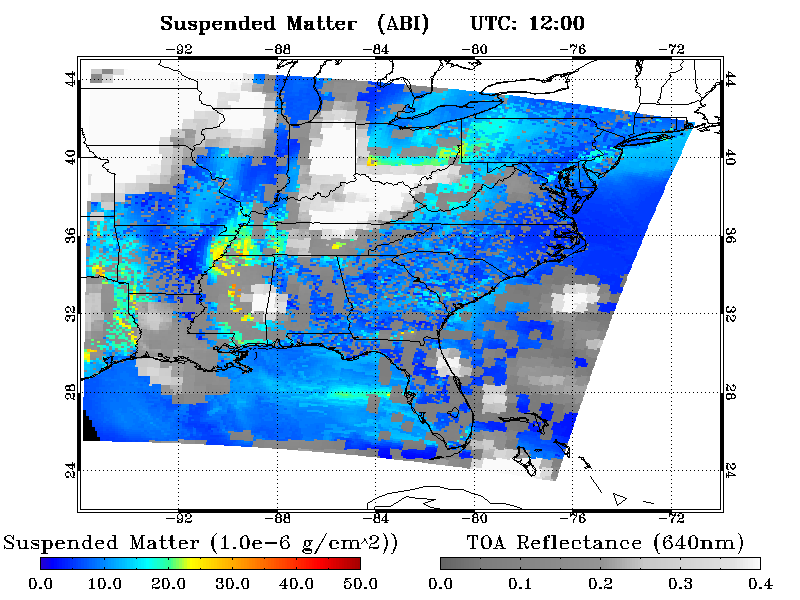 Suspended Matter (ABI) UTC: 12:00
-92 -88 -84 -80 -76 -72
44 44
40 40
36 36
32 32
28 28
24 24
-92 -88 -84 -80 -76 -72
Suspended Matter (1.0e-6 g/cm^2)) TOA Reflectance (640nm)
0.0 10.0 20.0 30.0 40.0 50.0 0.0 0.1 0.2 0.3 0.4